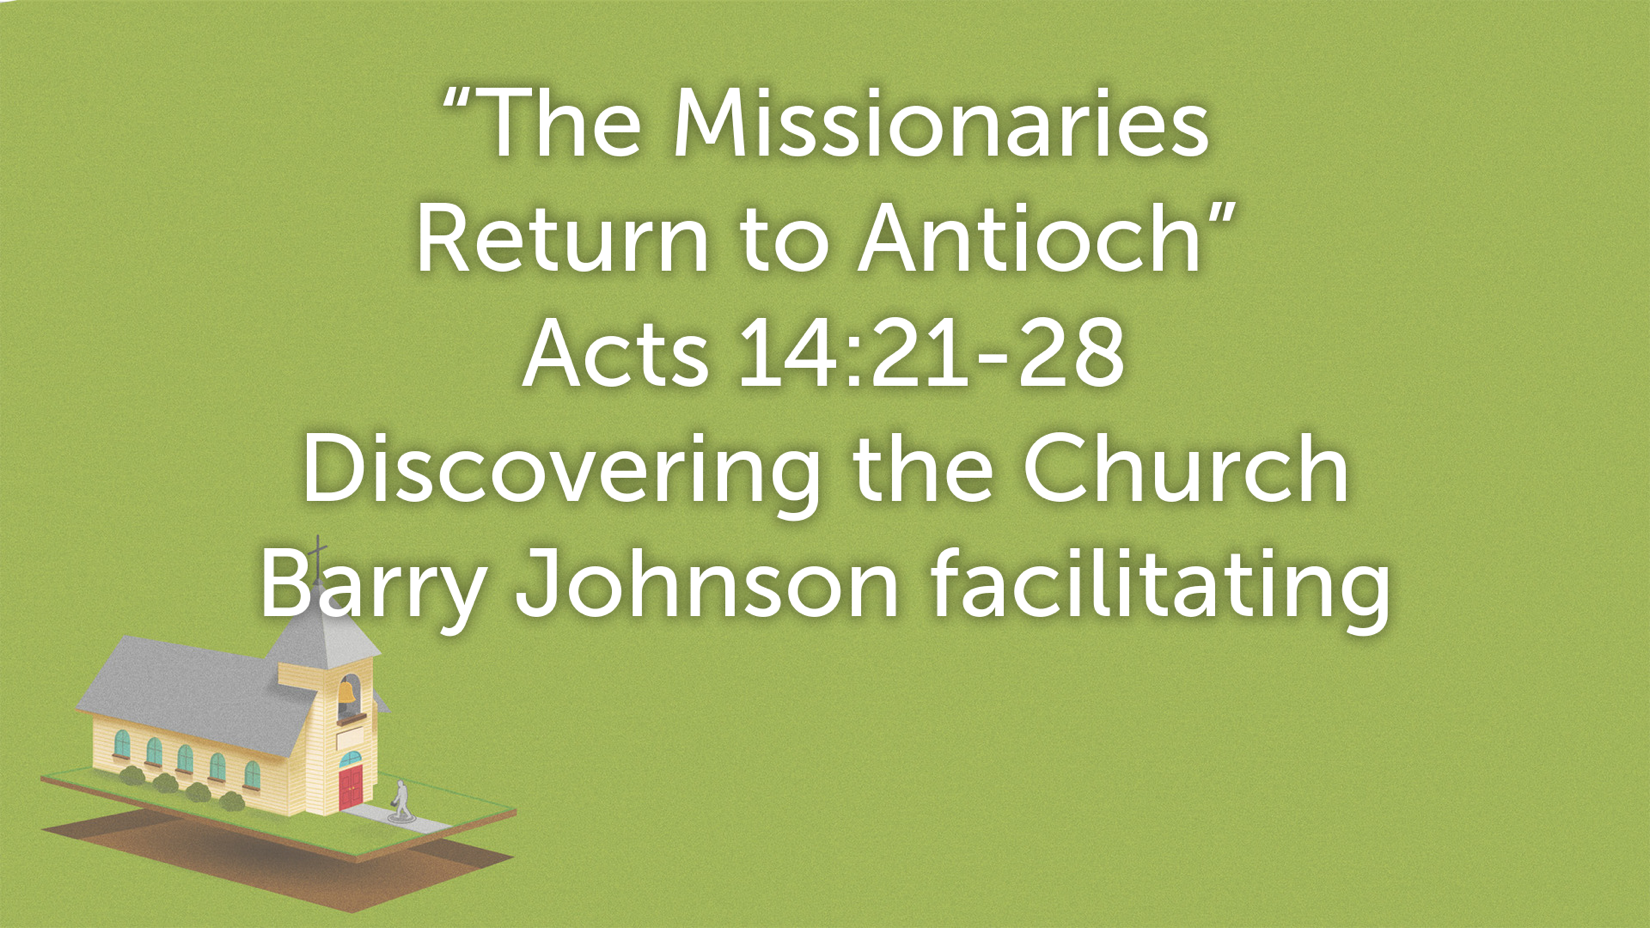 “The Missionaries
Return to Antioch”
Acts 14:21-28
Discovering the Church
Barry Johnson facilitating